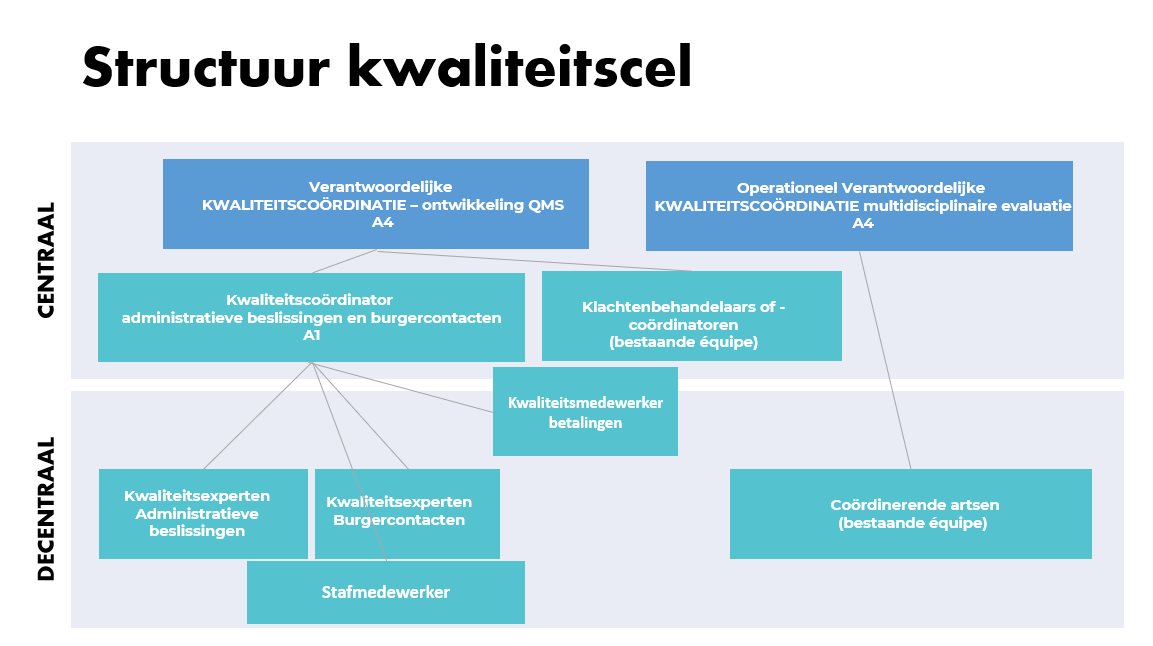 Structuur kwaliteitscel
CENTRAAL
Verantwoordelijke
KWALITEITSCOÖRDINATIE – ontwikkeling QMS
A4
Operationeel Verantwoordelijke
KWALITEITSCOÖRDINATIE multidisciplinaire evaluatie
A4
Kwaliteitscoördinator
administratieve beslissingen en burgercontacten
A1
Klachtenbehandelaars of -
coördinatoren
(bestaande équipe)
Kwaliteitsmedewerker
betalingen
DECENTRAAL
Kwaliteitsexperten
Administratieve
beslissingen
Kwaliteitsexperten
Burgercontacten
Coördinerende artsen
(bestaande équipe)
Stafmedewerker